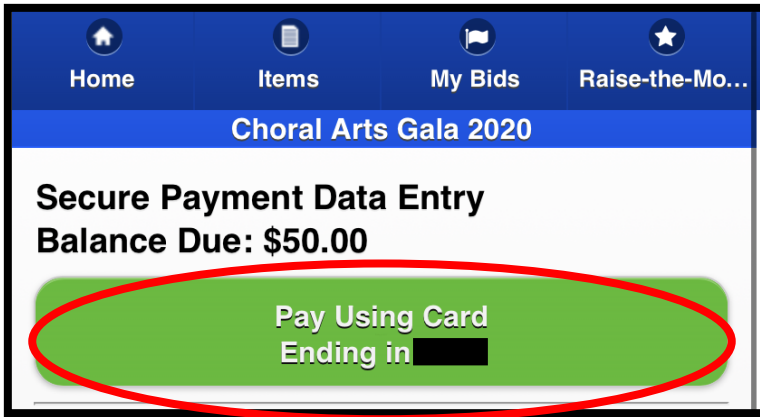 Home Items My Bids Raise-the-Mo...
Choral Arts Gala 2020
Secure Payment Data Entry
Balance Due: $50.00
Pay Using Card
Ending in